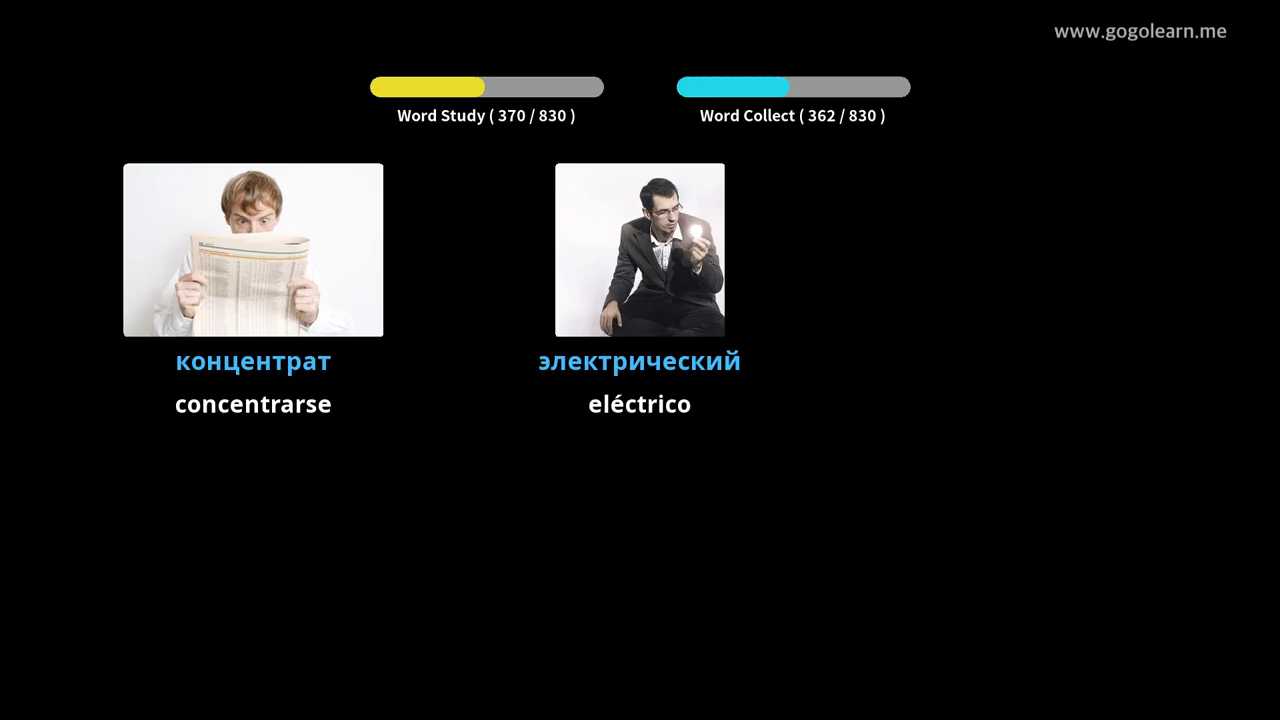 www.gogolearn.me
Word Study ( 370 / 830 )
Word Collect ( 362 / 830 )
концентрат
concentrarse
электрический
eléctrico